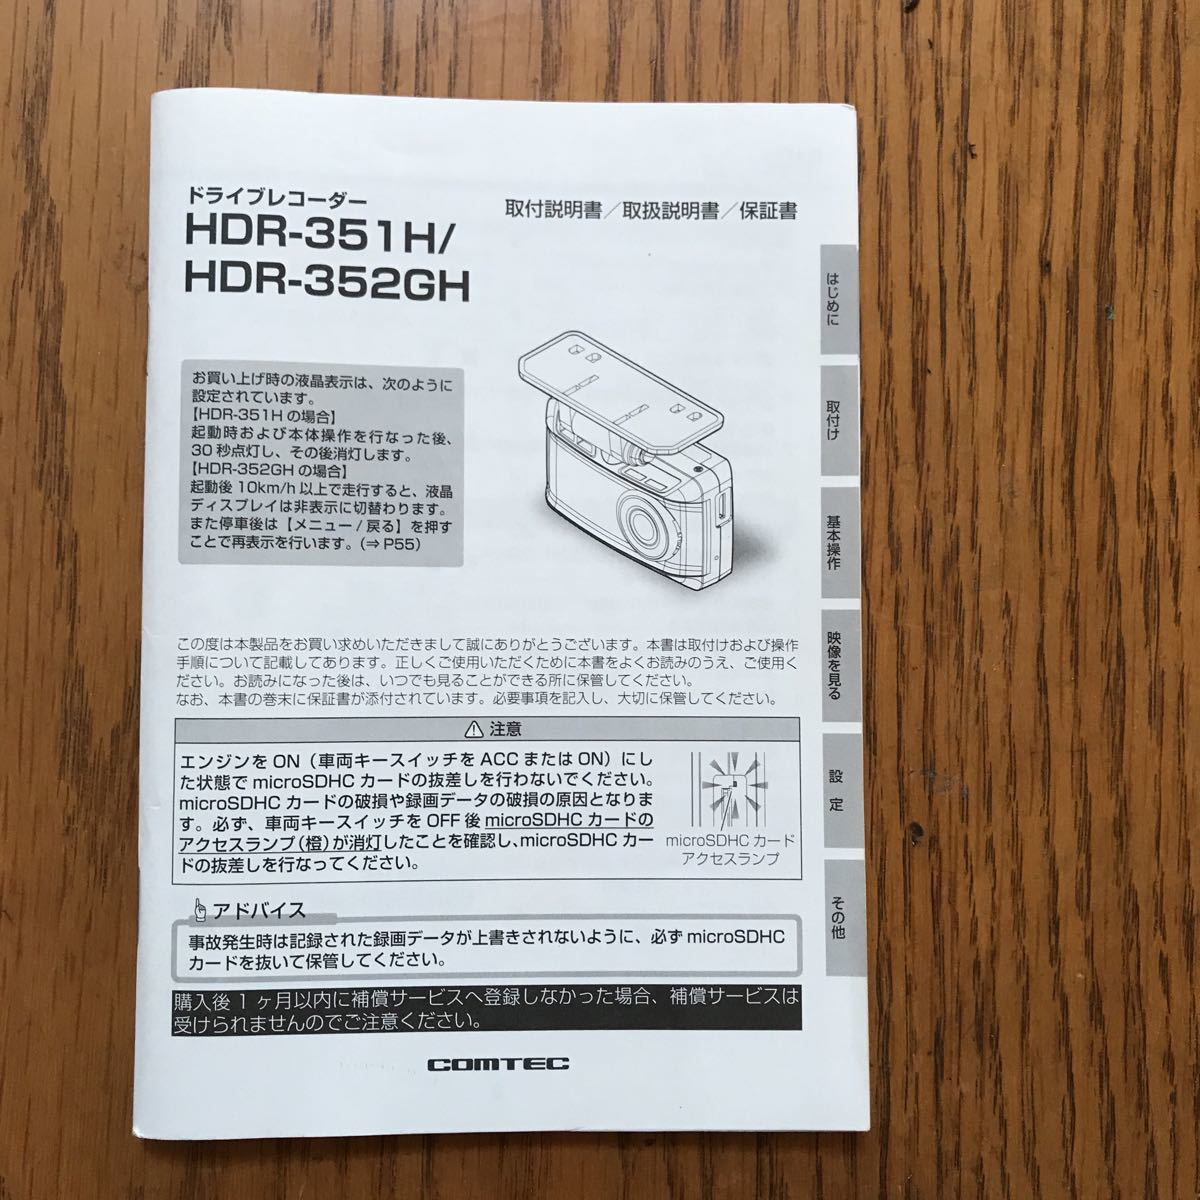 ドライブレコーダー
HDR-351H/
HDR-352GH
取付説明書/取扱説明書/保証書
お買い上げ時の液晶表示は、次のように
設定されています。
【HDR-351H の場合】
起動時および本体操作を行なった後、
30 秒点灯し、その後消灯します。
【HDR-352GH の場合】
起動後 10km/h 以上で走行すると、液晶
ディスプレイは非表示に切替わります。
また停車後は【メニュー / 戻る】を押す
ことで再表示を行います。(⇒ P55)
この度は本製品をお買い求めいただきまして誠にありがとうございます。本書は取付けおよび操作
手順について記載してあります。正しくご使用いただくために本書をよくお読みのうえ、ご使用く
ださい。お読みになった後は、いつでも見ることができる所に保管してください。
なお、本書の巻末に保証書が添付されています。必要事項を記入し、大切に保管してください。
⚠ 注意
エンジンを ON（車両キースイッチを ACC または ON）にし
た状態で microSDHC カードの抜差しを行わないでください。
microSDHC カードの破損や録画データの破損の原因となりま
す。必ず、車両キースイッチを OFF 後 microSDHC カードの
アクセスランプ（橙）が消灯したことを確認し、microSDHC カー
ドの抜差しを行なってください。
microSDHC カード
アクセスランプ
アドバイス
事故発生時は記録された録画データが上書きされないように、必ず microSDHC
カードを抜いて保管してください。
購入後 1 ヶ月以内に補償サービスへ登録しなかった場合、補償サービスは
受けられませんのでご注意ください。
COMTEC
はじめに
取付け
基本操作
映像を見る
設 定
その他